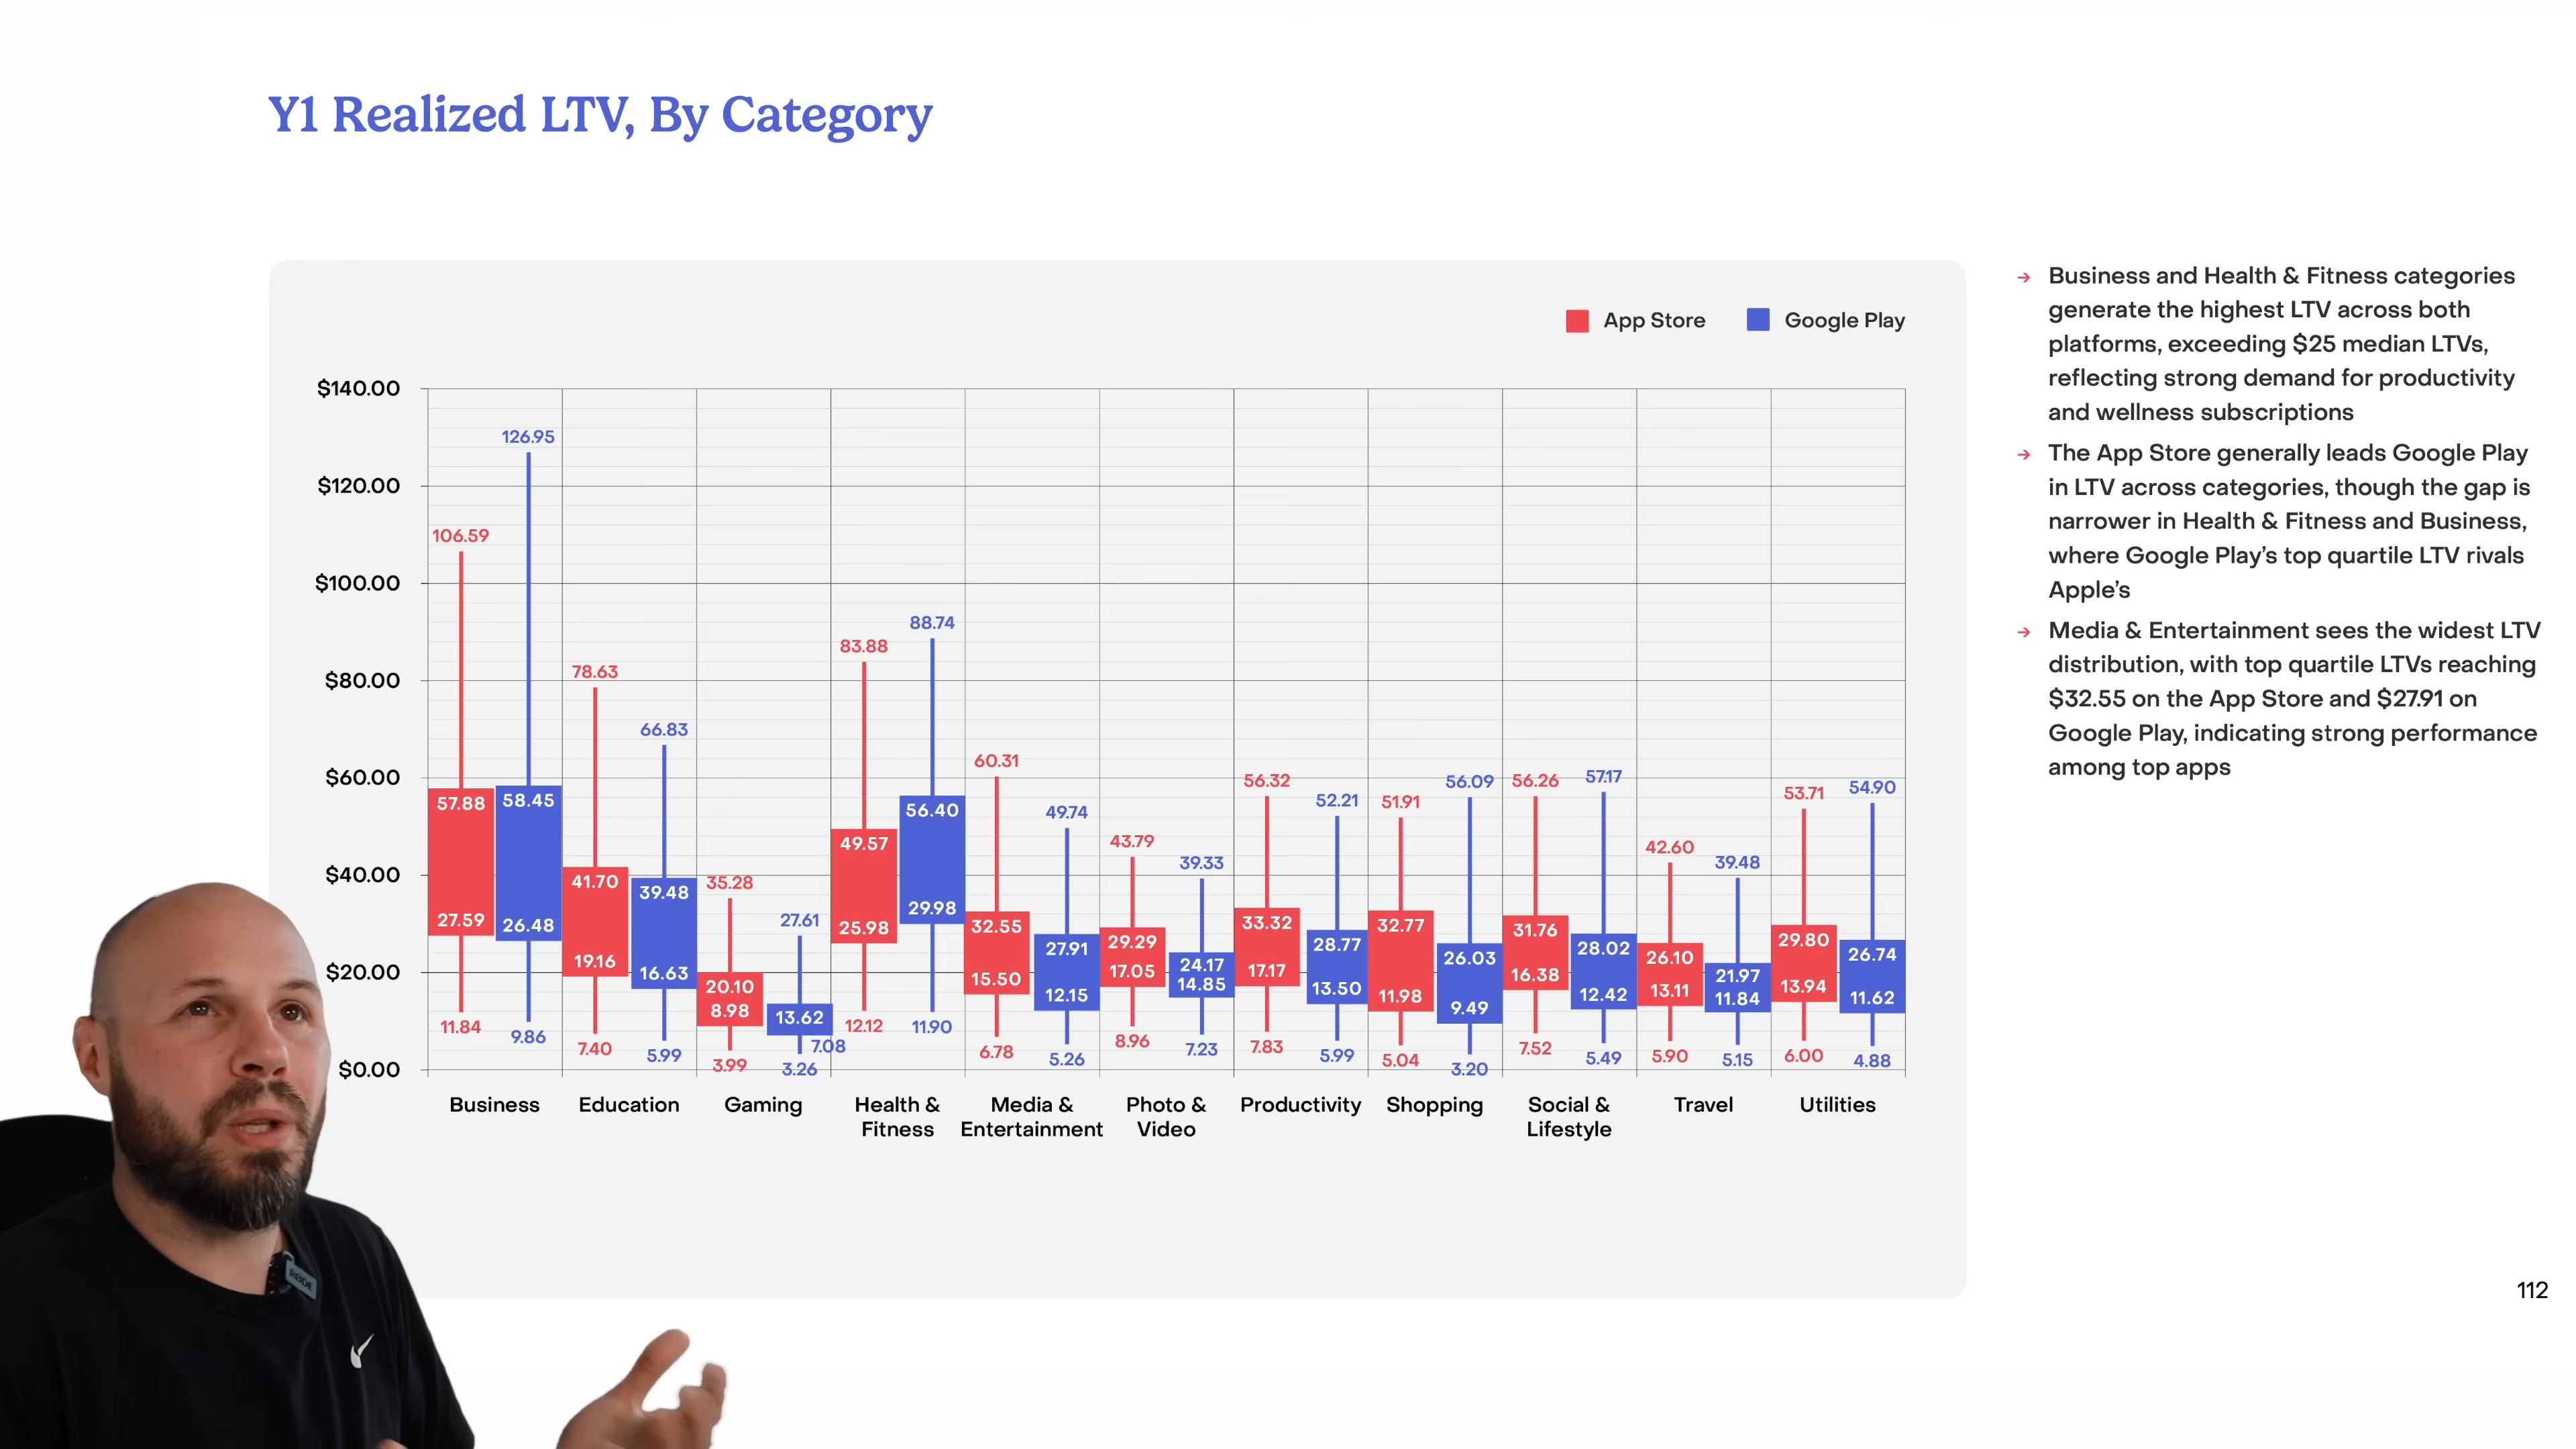 Y1 Realized LTV, By Category
App Store
Google Play
$140.00
$120.00
$100.00
$80.00
$60.00
$40.00
$20.00
$0.00
106.59
57.88
27.59
11.84
126.95
58.45
26.48
9.86
78.63
41.70
19.16
7.40
66.83
39.48
16.63
5.99
35.28
20.10
8.98
3.99
27.61
13.62
7.08
3.26
83.88
49.57
25.98
12.12
88.74
56.40
29.98
11.90
60.31
32.55
15.50
6.78
49.74
27.91
12.15
5.26
43.79
29.29
17.05
8.96
39.33
24.17
14.85
7.23
56.32
33.32
17.17
7.83
52.21
28.77
13.50
5.99
51.91
32.77
11.98
5.04
56.09
26.03
9.49
3.20
56.26
31.76
16.38
7.52
57.17
28.02
12.42
5.49
42.60
26.10
13.11
5.90
39.48
21.97
11.84
5.15
53.71
29.80
13.94
6.00
54.90
26.74
11.62
4.88
Business
Education
Gaming
Health &
Fitness
Media &
Entertainment
Photo &
Video
Productivity
Shopping
Social &
Lifestyle
Travel
Utilities
→ Business and Health & Fitness categories
generate the highest LTV across both
platforms, exceeding $25 median LTVs,
reflecting strong demand for productivity
and wellness subscriptions
→ The App Store generally leads Google Play
in LTV across categories, though the gap is
narrower in Health & Fitness and Business,
where Google Play's top quartile LTV rivals
Apple's
→ Media & Entertainment sees the widest LTV
distribution, with top quartile LTVs reaching
$32.55 on the App Store and $27.91 on
Google Play, indicating strong performance
among top apps
112
RØDE